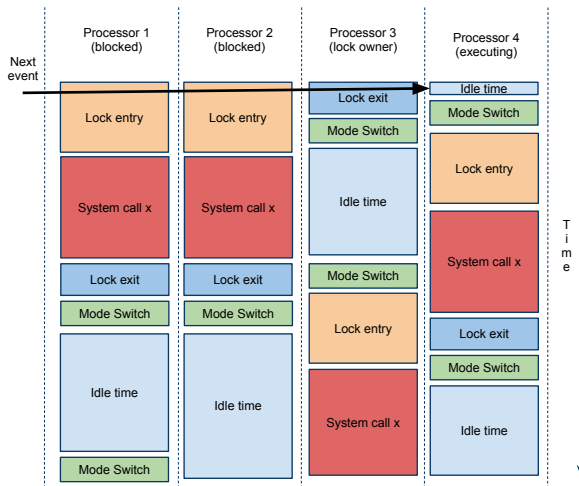 Processor 1
(blocked)
Processor 2
(blocked)
Processor 3
(lock owner)
Processor 4
(executing)
Next
event
Lock entry
System call x
Lock exit
Mode Switch
Idle time
Mode Switch
Lock entry
System call x
Lock exit
Mode Switch
Idle time
Lock exit
Mode Switch
Idle time
Mode Switch
Lock entry
System call x
Idle time
Mode Switch
Lock entry
System call x
Lock exit
Mode Switch
Idle time
T
i
m
e